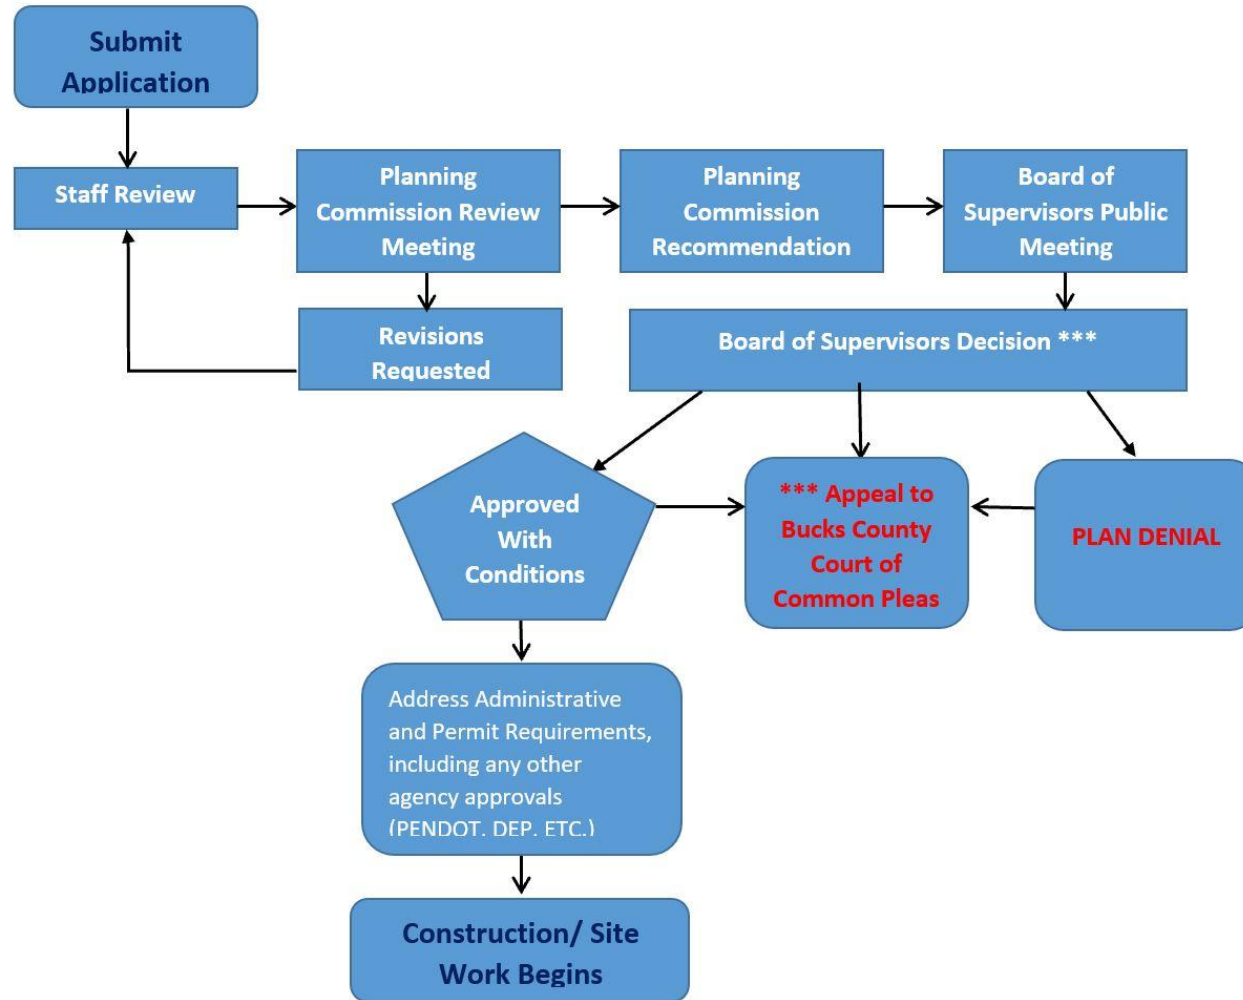 Submit
Application
Staff Review
Planning
Commission Review
Meeting
Planning
Commission
Recommendation
Board of
Supervisors Public
Meeting
Revisions
Requested
Board of Supervisors Decision ***
Approved
With
Conditions
*** Appeal to
Bucks County
Court of
Common Pleas
PLAN DENIAL
Address Administrative
and Permit Requirements,
including any other
agency approvals
(PENDOT. DEP. ETC.)
Construction/ Site
Work Begins